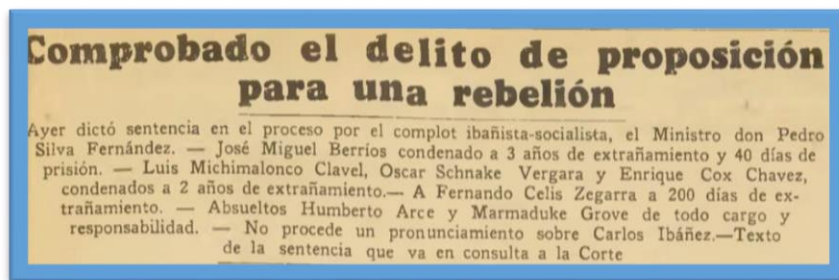 Comprobado el delito de proposición
para una rebelión
Ayer dictó sentencia en el proceso por el complot ibañista-socialista, el Ministro don Pedro
Silva Fernández. — José Miguel Berríos condenado a 3 años de extrañamiento y 40 días de
prisión. — Luis Michimalonco Clavel, Oscar Schnake Vergara y Enrique Cox Chavez,
condenados a 2 años de extrañamiento.— A Fernando Celis Zegarra a 200 días de ex-
trañamiento. — Absueltos Humberto Arce y Marmaduke Grove de todo cargo y
responsabilidad. — No procede un pronunciamiento sobre Carlos Ibáñez.—Texto
de la sentencia que va en consulta a la Corte